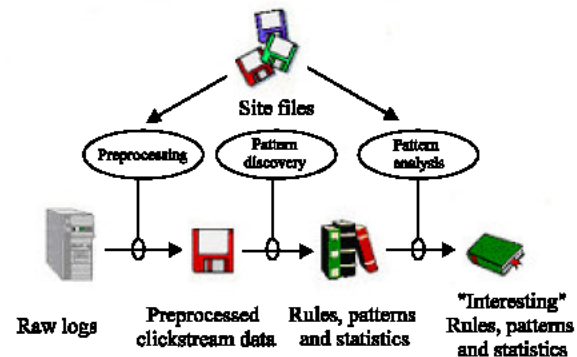 Site files
Preprocessing
Pattern
discovery
Pattern
analysis
Raw logs
Preprocessed
clickstream data
Rules, patterns
and statistics
"Interesting"
Rules, patterns
and statistics